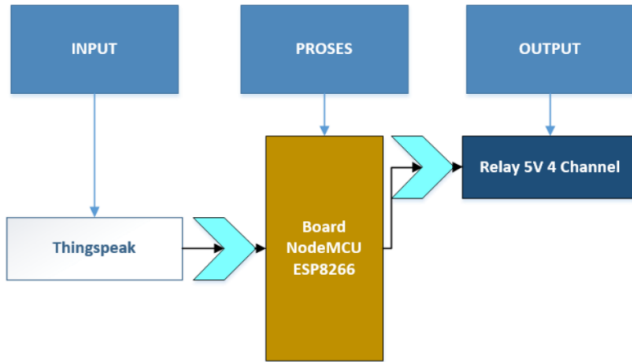 INPUT
PROSES
OUTPUT
Thingspeak
Board
NodeMCU
ESP8266
Relay 5V 4 Channel